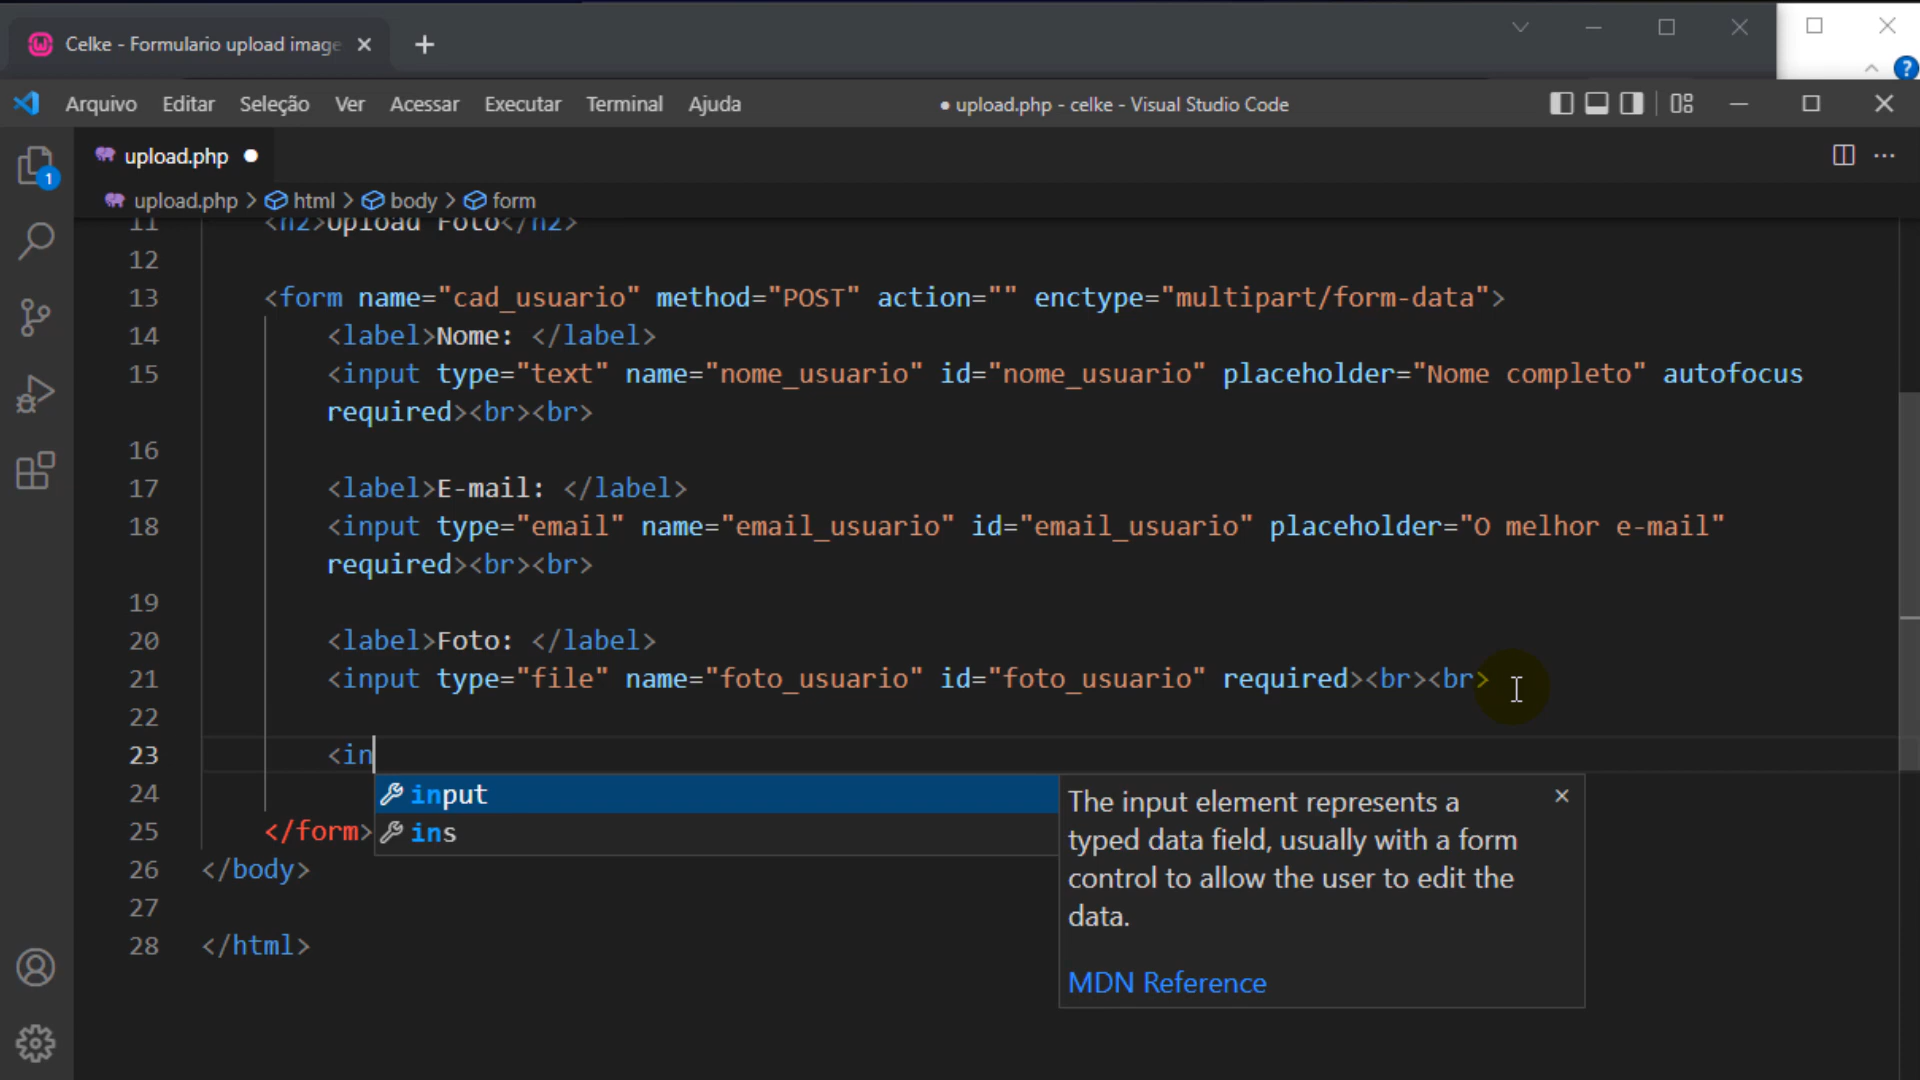 Celke - Formulario upload image
Arquivo Editar Seleção Ver Acessar Executar Terminal Ajuda
● upload.php - celke - Visual Studio Code
upload.php
1
upload.php > html > body > form
11 <h2>Upload Foto</h2>
12
13 <form name="cad_usuario" method="POST" action="" enctype="multipart/form-data">
14 <label>Nome: </label>
15 <input type="text" name="nome_usuario" id="nome_usuario" placeholder="Nome completo" autofocus
required><br><br>
16
17 <label>E-mail: </label>
18 <input type="email" name="email_usuario" id="email_usuario" placeholder="O melhor e-mail"
required><br><br>
19
20 <label>Foto: </label>
21 <input type="file" name="foto_usuario" id="foto_usuario" required><br><br>
22
23 <in
24
25 </form>
26 </body>
27
28 </html>
input
ins
The input element represents a
typed data field, usually with a form
control to allow the user to edit the
data.
MDN Reference